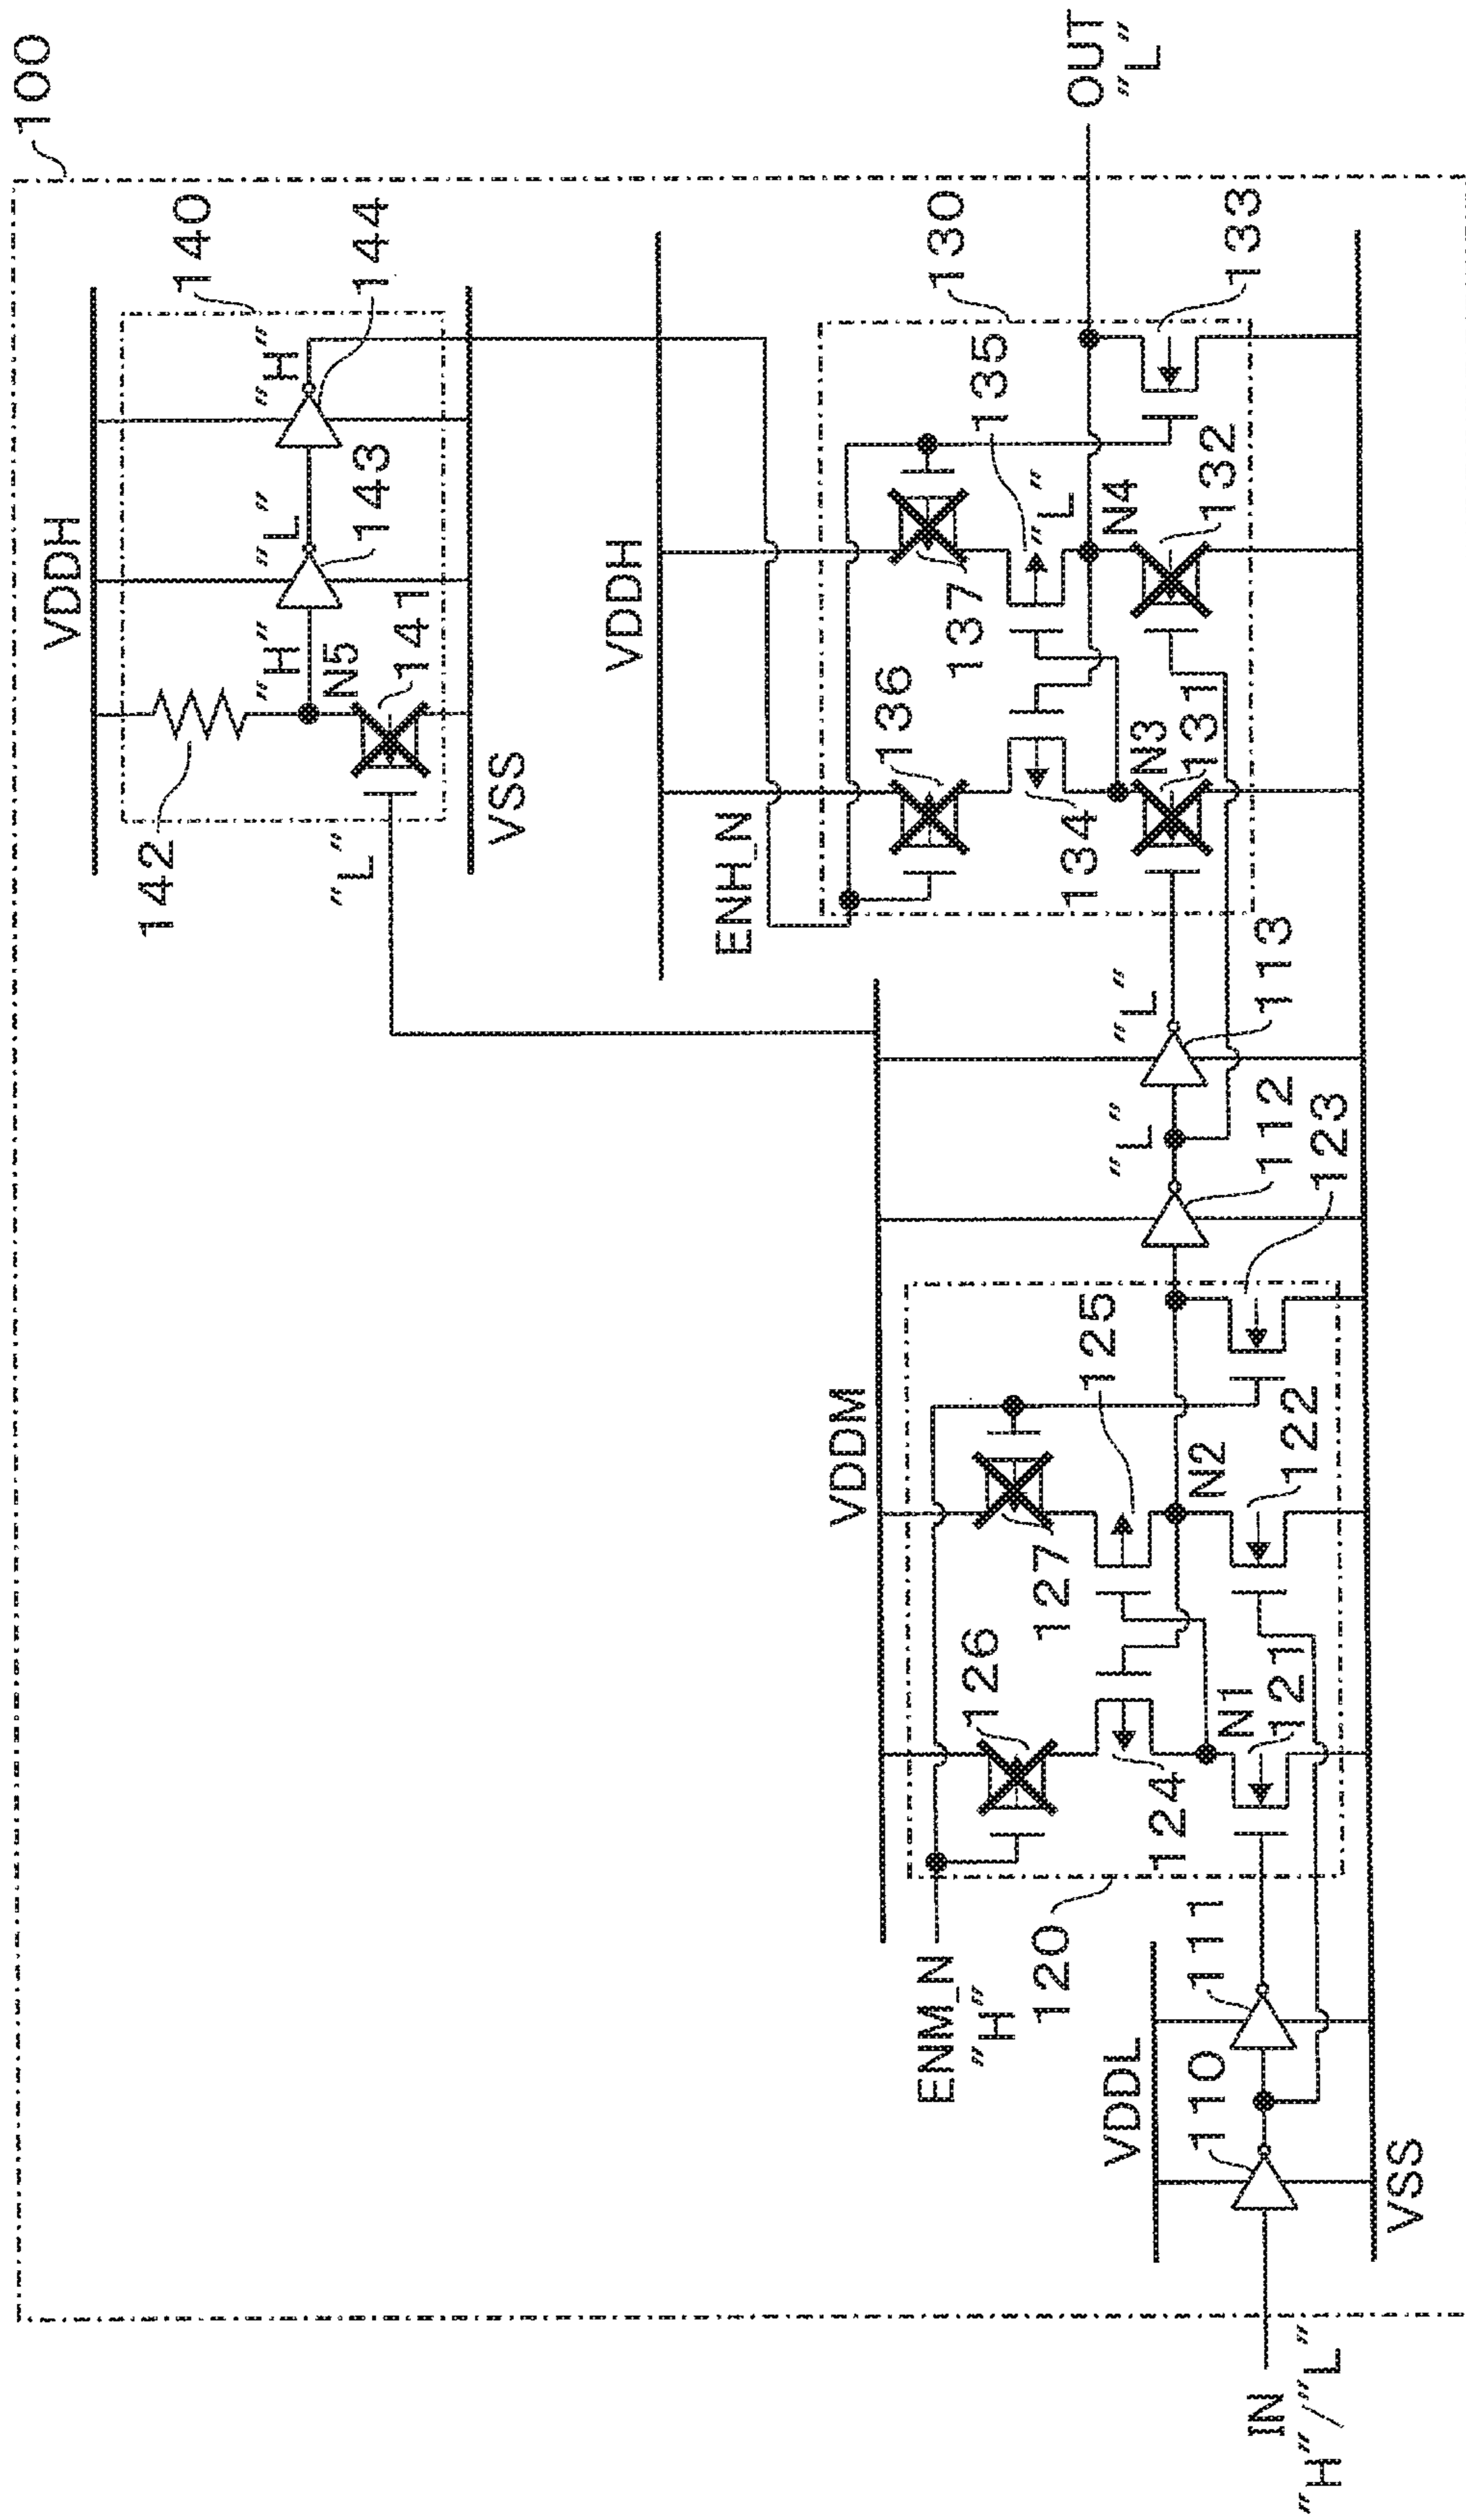 100
VDDH
140
144
"H"
143
"L"
"H"
N5
141
142
"L"
VSS
VDDH
130
135
133
137
"L"
N4
132
136
N3
131
134
ENH_N
OUT
"L"
VDDM
"L"
113
"L"
112
123
125
127
N2
122
126
N1
121
124
120
ENM_N
"H"
VDDL
111
110
VSS
IN
"H"/"L"